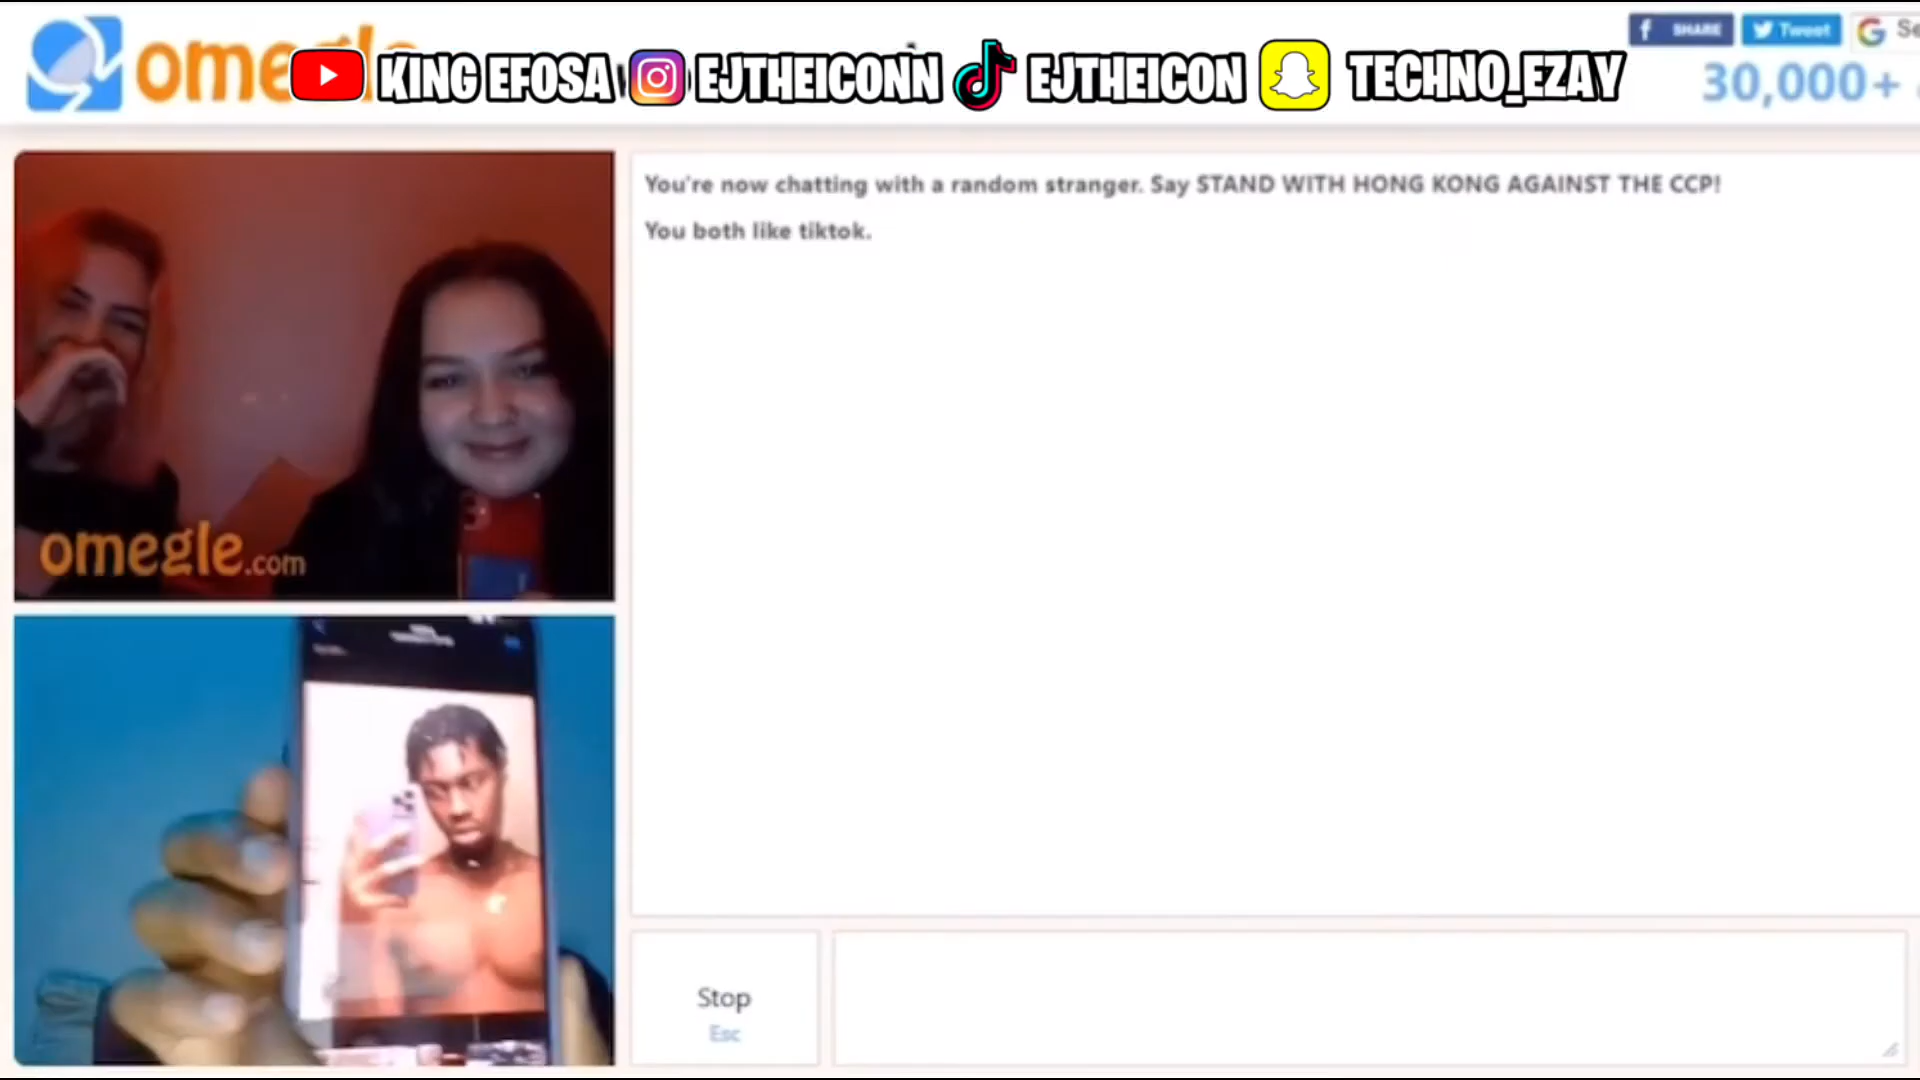 ome
KING EFOSA EJTHEICONN EJTHEICON TECHNO_EZAY
SHARE Tweet
30,000+
You're now chatting with a random stranger. Say STAND WITH HONG KONG AGAINST THE CCP!
You both like tiktok.
omegle.com
Stop
Esc